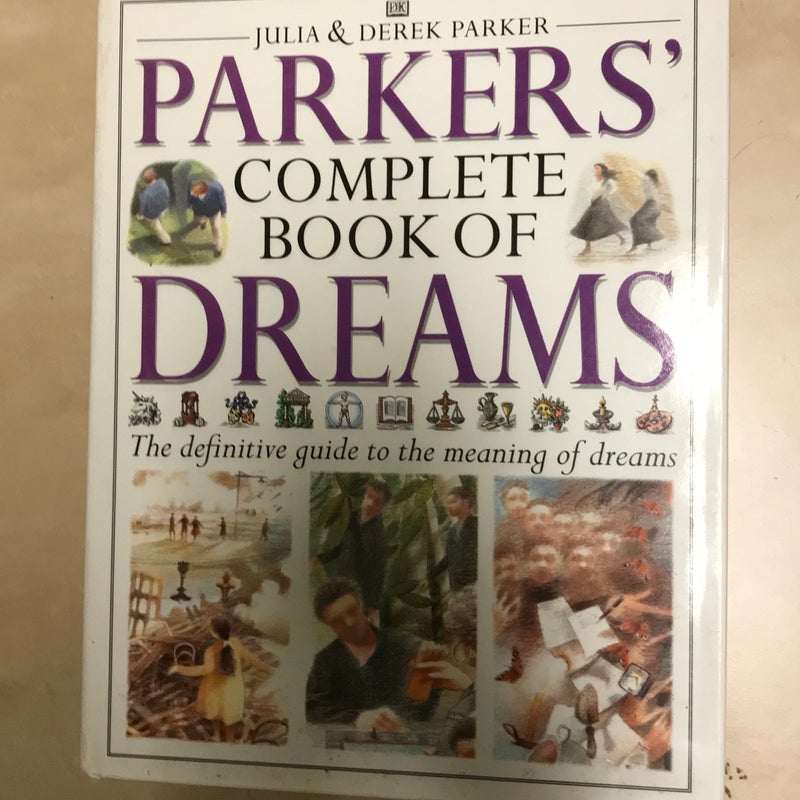 DK
JULIA & DEREK PARKER
PARKERS'
COMPLETE
BOOK OF
DREAMS
The definitive guide to the meaning of dreams